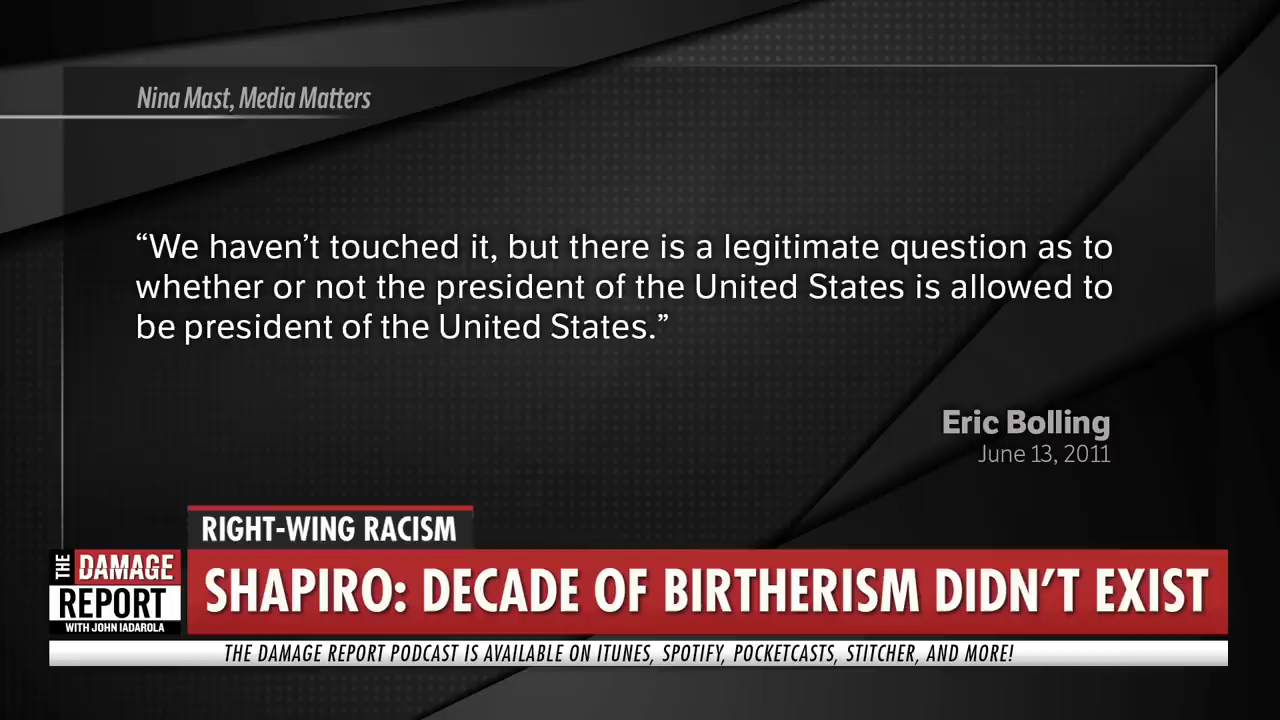 Nina Mast, Media Matters
“We haven’t touched it, but there is a legitimate question as to
whether or not the president of the United States is allowed to
be president of the United States.”
Eric Bolling
June 13, 2011
RIGHT-WING RACISM
THE DAMAGE
REPORT
WITH JOHN IADAROLA
SHAPIRO: DECADE OF BIRTHERISM DIDN’T EXIST
THE DAMAGE REPORT PODCAST IS AVAILABLE ON ITUNES, SPOTIFY, POCKETCASTS, STITCHER, AND MORE!